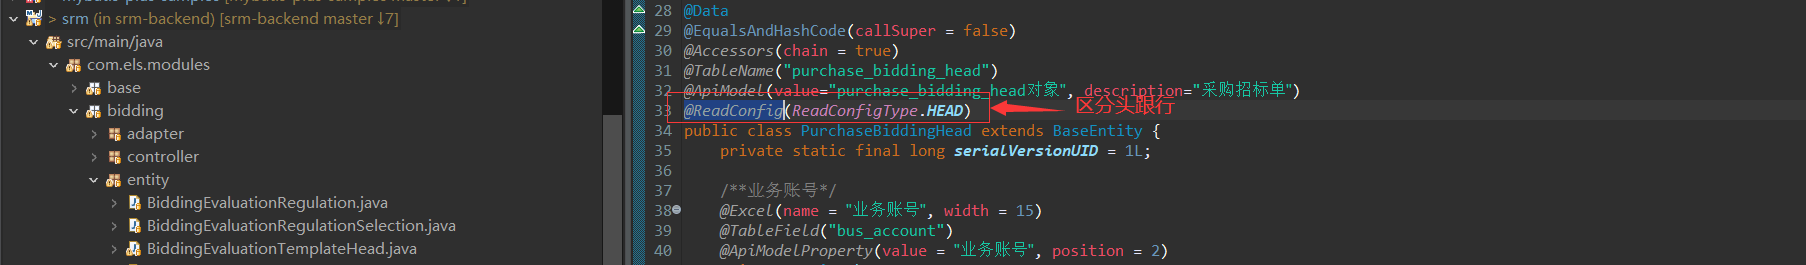 > srm (in srm-backend) [srm-backend master ↓7]
src/main/java
com.els.modules
base
bidding
adapter
controller
entity
BiddingEvaluationRegulation.java
BiddingEvaluationRegulationSelection.java
BiddingEvaluationTemplateHead.java
28 @Data
29 @EqualsAndHashCode(callSuper = false)
30 @Accessors(chain = true)
31 @TableName("purchase_bidding_head")
32 @ApiModel(value="purchase_bidding_head对象", description="采购招标单")
33 @ReadConfig(ReadConfigType.HEAD)
区分头跟行
34 public class PurchaseBiddingHead extends BaseEntity {
35 private static final long serialVersionUID = 1L;
36
37 /**业务账号*/
38 @Excel(name = "业务账号", width = 15)
39 @TableField("bus_account")
40 @ApiModelProperty(value = "业务账号", position = 2)